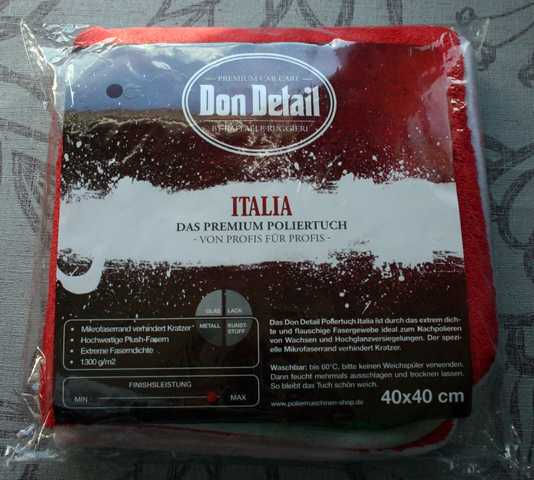 PREMIUM CAR CARE
Don Detail
BY RAFFAELE RUGGIERI
ITALIA
DAS PREMIUM POLIERTUCH
- VON PROFIS FÜR PROFIS -
GLAS LACK
METALL KUNST-
STOFF
• Mikrofaserrand verhindert Kratzer
• Hochwertige Plush-Fasern
• Extreme Faserdichte
• 1300 g/m2
FINISHSLEISTUNG
MIN MAX
Das Don Detail Poliertuch Italia ist durch das extrem dich-
te und flauschige Fasergewebe ideal zum Nachpolieren
von Wachsen und Hochglanzversiegelungen. Der spezi-
elle Mikrofaserrand verhindert Kratzer.
Waschbar: bis 60°C, bitte keinen Weichspüler verwenden.
Dann feucht mehrmals ausschlagen und trocknen lassen.
So bleibt das Tuch schön weich.
www.poliermaschinen-shop.de
40x40 cm